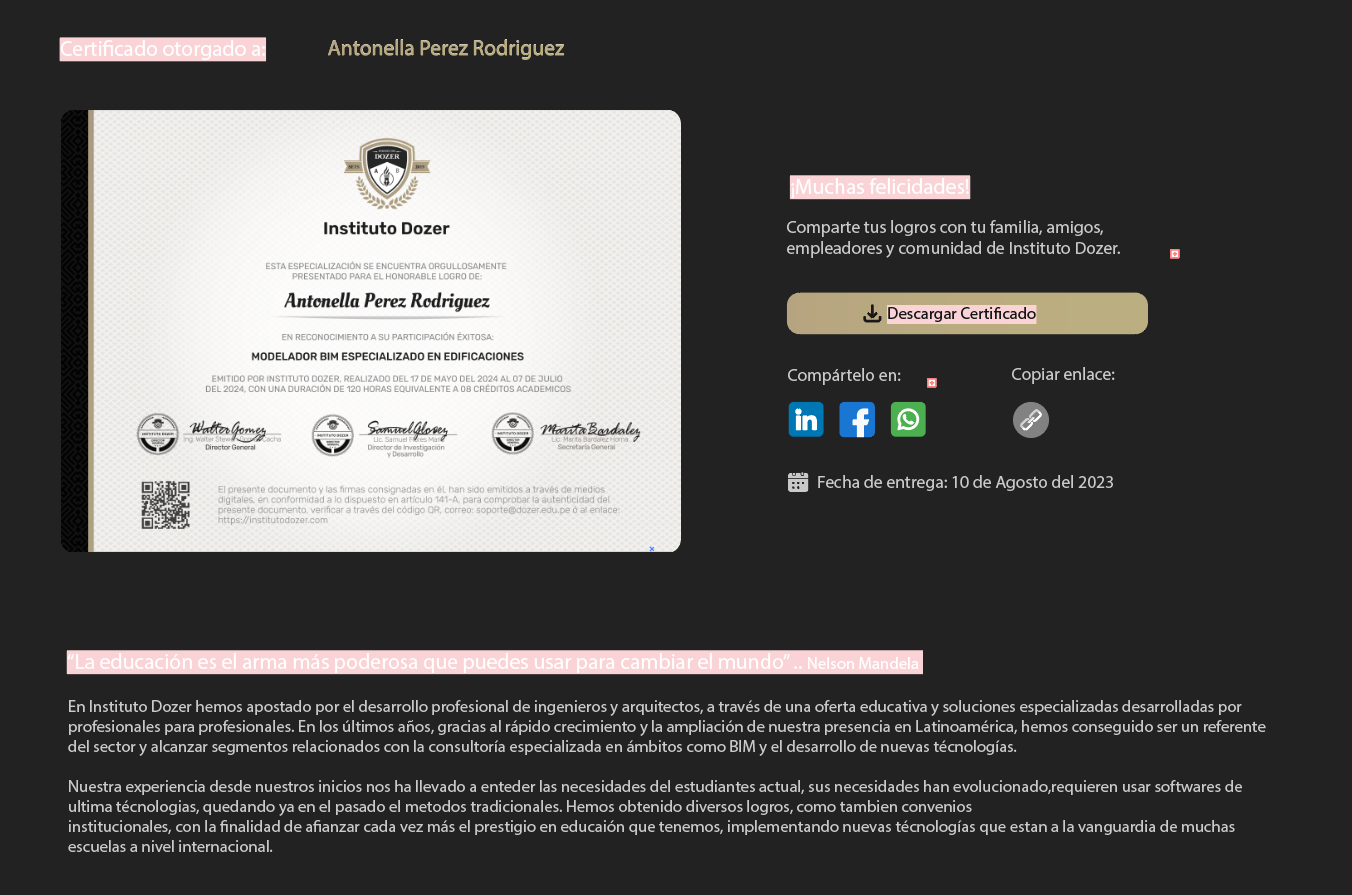 Certificado otorgado a:
Antonella Perez Rodriguez
DOZER
Instituto Dozer
ESTA ESPECIALIZACIÓN SE ENCUENTRA ORGULLOSAMENTE
PRESENTADO PARA EL HONORABLE LOGRO DE:
Antonella Perez Rodriguez
EN RECONOCIMIENTO A SU PARTICIPACIÓN ÉXITOSA:
MODELADOR BIM ESPECIALIZADO EN EDIFICACIONES
EMITIDO POR INSTITUTO DOZER, REALIZADO DEL 17 DE MAYO DEL 2024 AL 07 DE JULIO
DEL 2024, CON UNA DURACIÓN DE 120 HORAS EQUIVALENTE A 08 CRÉDITOS ACADEMICOS
Walter Gomez
Ing. Walter
Director General
Samuel
Lic. Samuel
Director de Investigación
y Desarrollo
Marita Bardalez
Lic. Marita Bardalez
Secretaría General
El presente documento y las firmas consignadas en él, han sido emitidos a través de medios
digitales, en conformidad a lo dispuesto en artículo 141-A, para comprobar la autenticidad del
presente documento, verificar a través del código QR, correo: soporte@dozer.edu.pe ó al enlace:
https://institutodozer.com
¡Muchas felicidades!
Comparte tus logros con tu familia, amigos,
empleadores y comunidad de Instituto Dozer.
Descargar Certificado
Compártelo en:
Copiar enlace:
Fecha de entrega: 10 de Agosto del 2023
“La educación es el arma más poderosa que puedes usar para cambiar el mundo” .. Nelson Mandela
En Instituto Dozer hemos apostado por el desarrollo profesional de ingenieros y arquitectos, a través de una oferta educativa y soluciones especializadas desarrolladas por
profesionales para profesionales. En los últimos años, gracias al rápido crecimiento y la ampliación de nuestra presencia en Latinoamérica, hemos conseguido ser un referente
del sector y alcanzar segmentos relacionados con la consultoría especializada en ámbitos como BIM y el desarrollo de nuevas técnologías.
Nuestra experiencia desde nuestros inicios nos ha llevado a enteder las necesidades del estudiantes actual, sus necesidades han evolucionado,requieren usar softwares de
ultima técnologias, quedando ya en el pasado el metodos tradicionales. Hemos obtenido diversos logros, como tambien convenios
institucionales, con la finalidad de afianzar cada vez más el prestigio en educaión que tenemos, implementando nuevas técnologías que estan a la vanguardia de muchas
escuelas a nivel internacional.